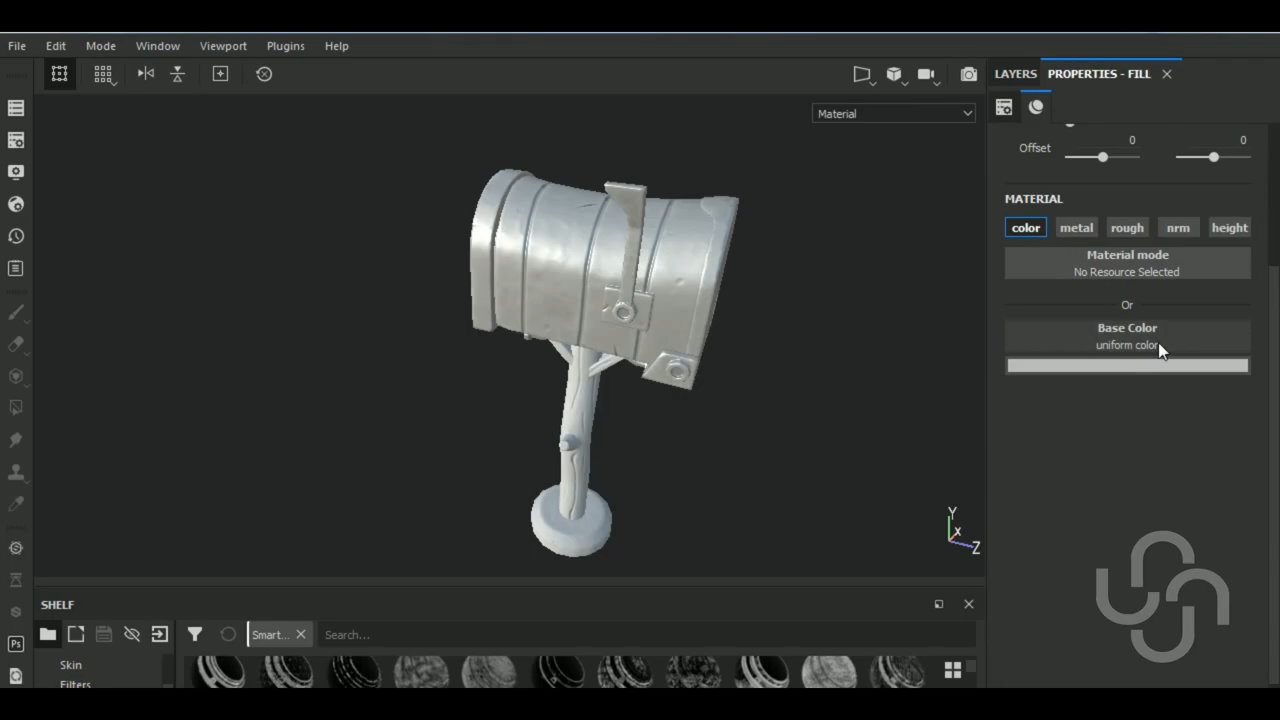 File Edit Mode Window Viewport Plugins Help
LAYERS PROPERTIES - FILL
Material
Offset 0 0
MATERIAL
color metal rough nrm height
Material mode
No Resource Selected
Or
Base Color
uniform color
Y
X
Z
SHELF
Smart... Search...
Skin
Filters
Ps